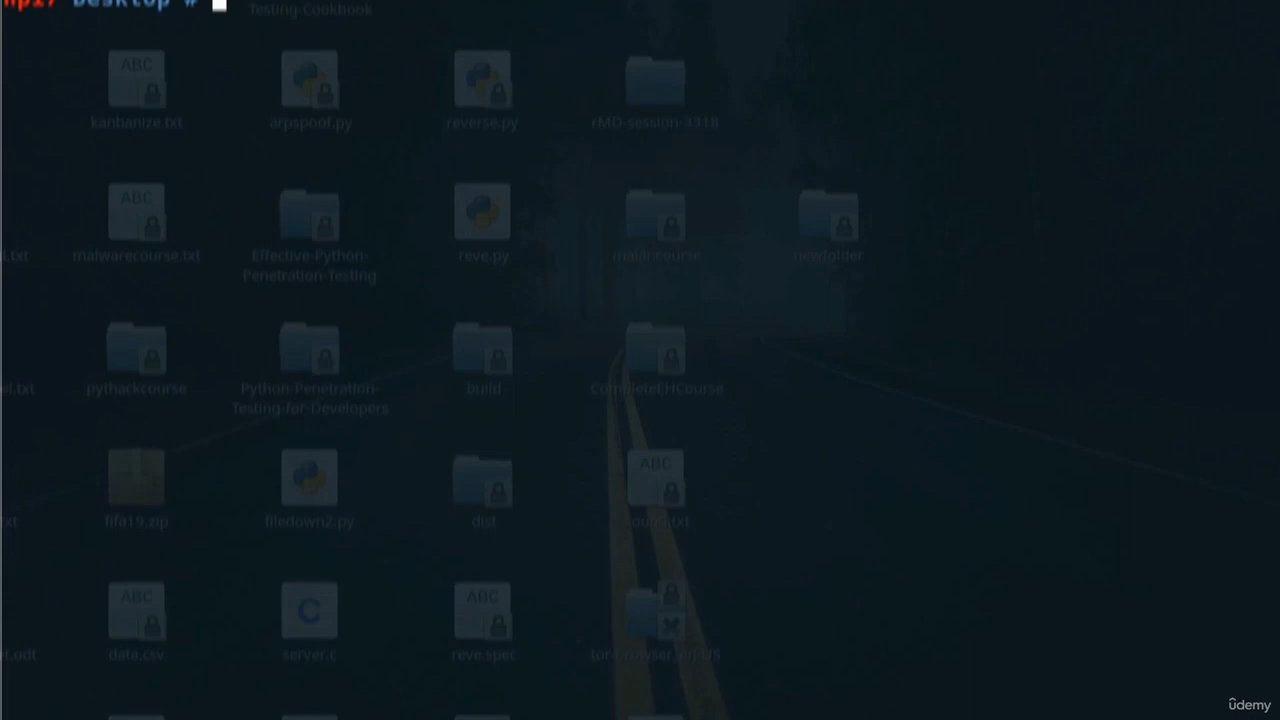 Desktop #
Testing-Cookbook
kanbanize.txt
arpspoof.py
reverse.py
rMD-session-3318
malwarecourse.txt
Effective-Python-
Penetration-Testing
reve.py
newfolder
pythackcourse
Python-Penetration-
Testing-for-Developers
build
CompleteEHCourse
fifa19.zip
filedown2.py
dist
data.csv
server.c
reve.spec
udemy